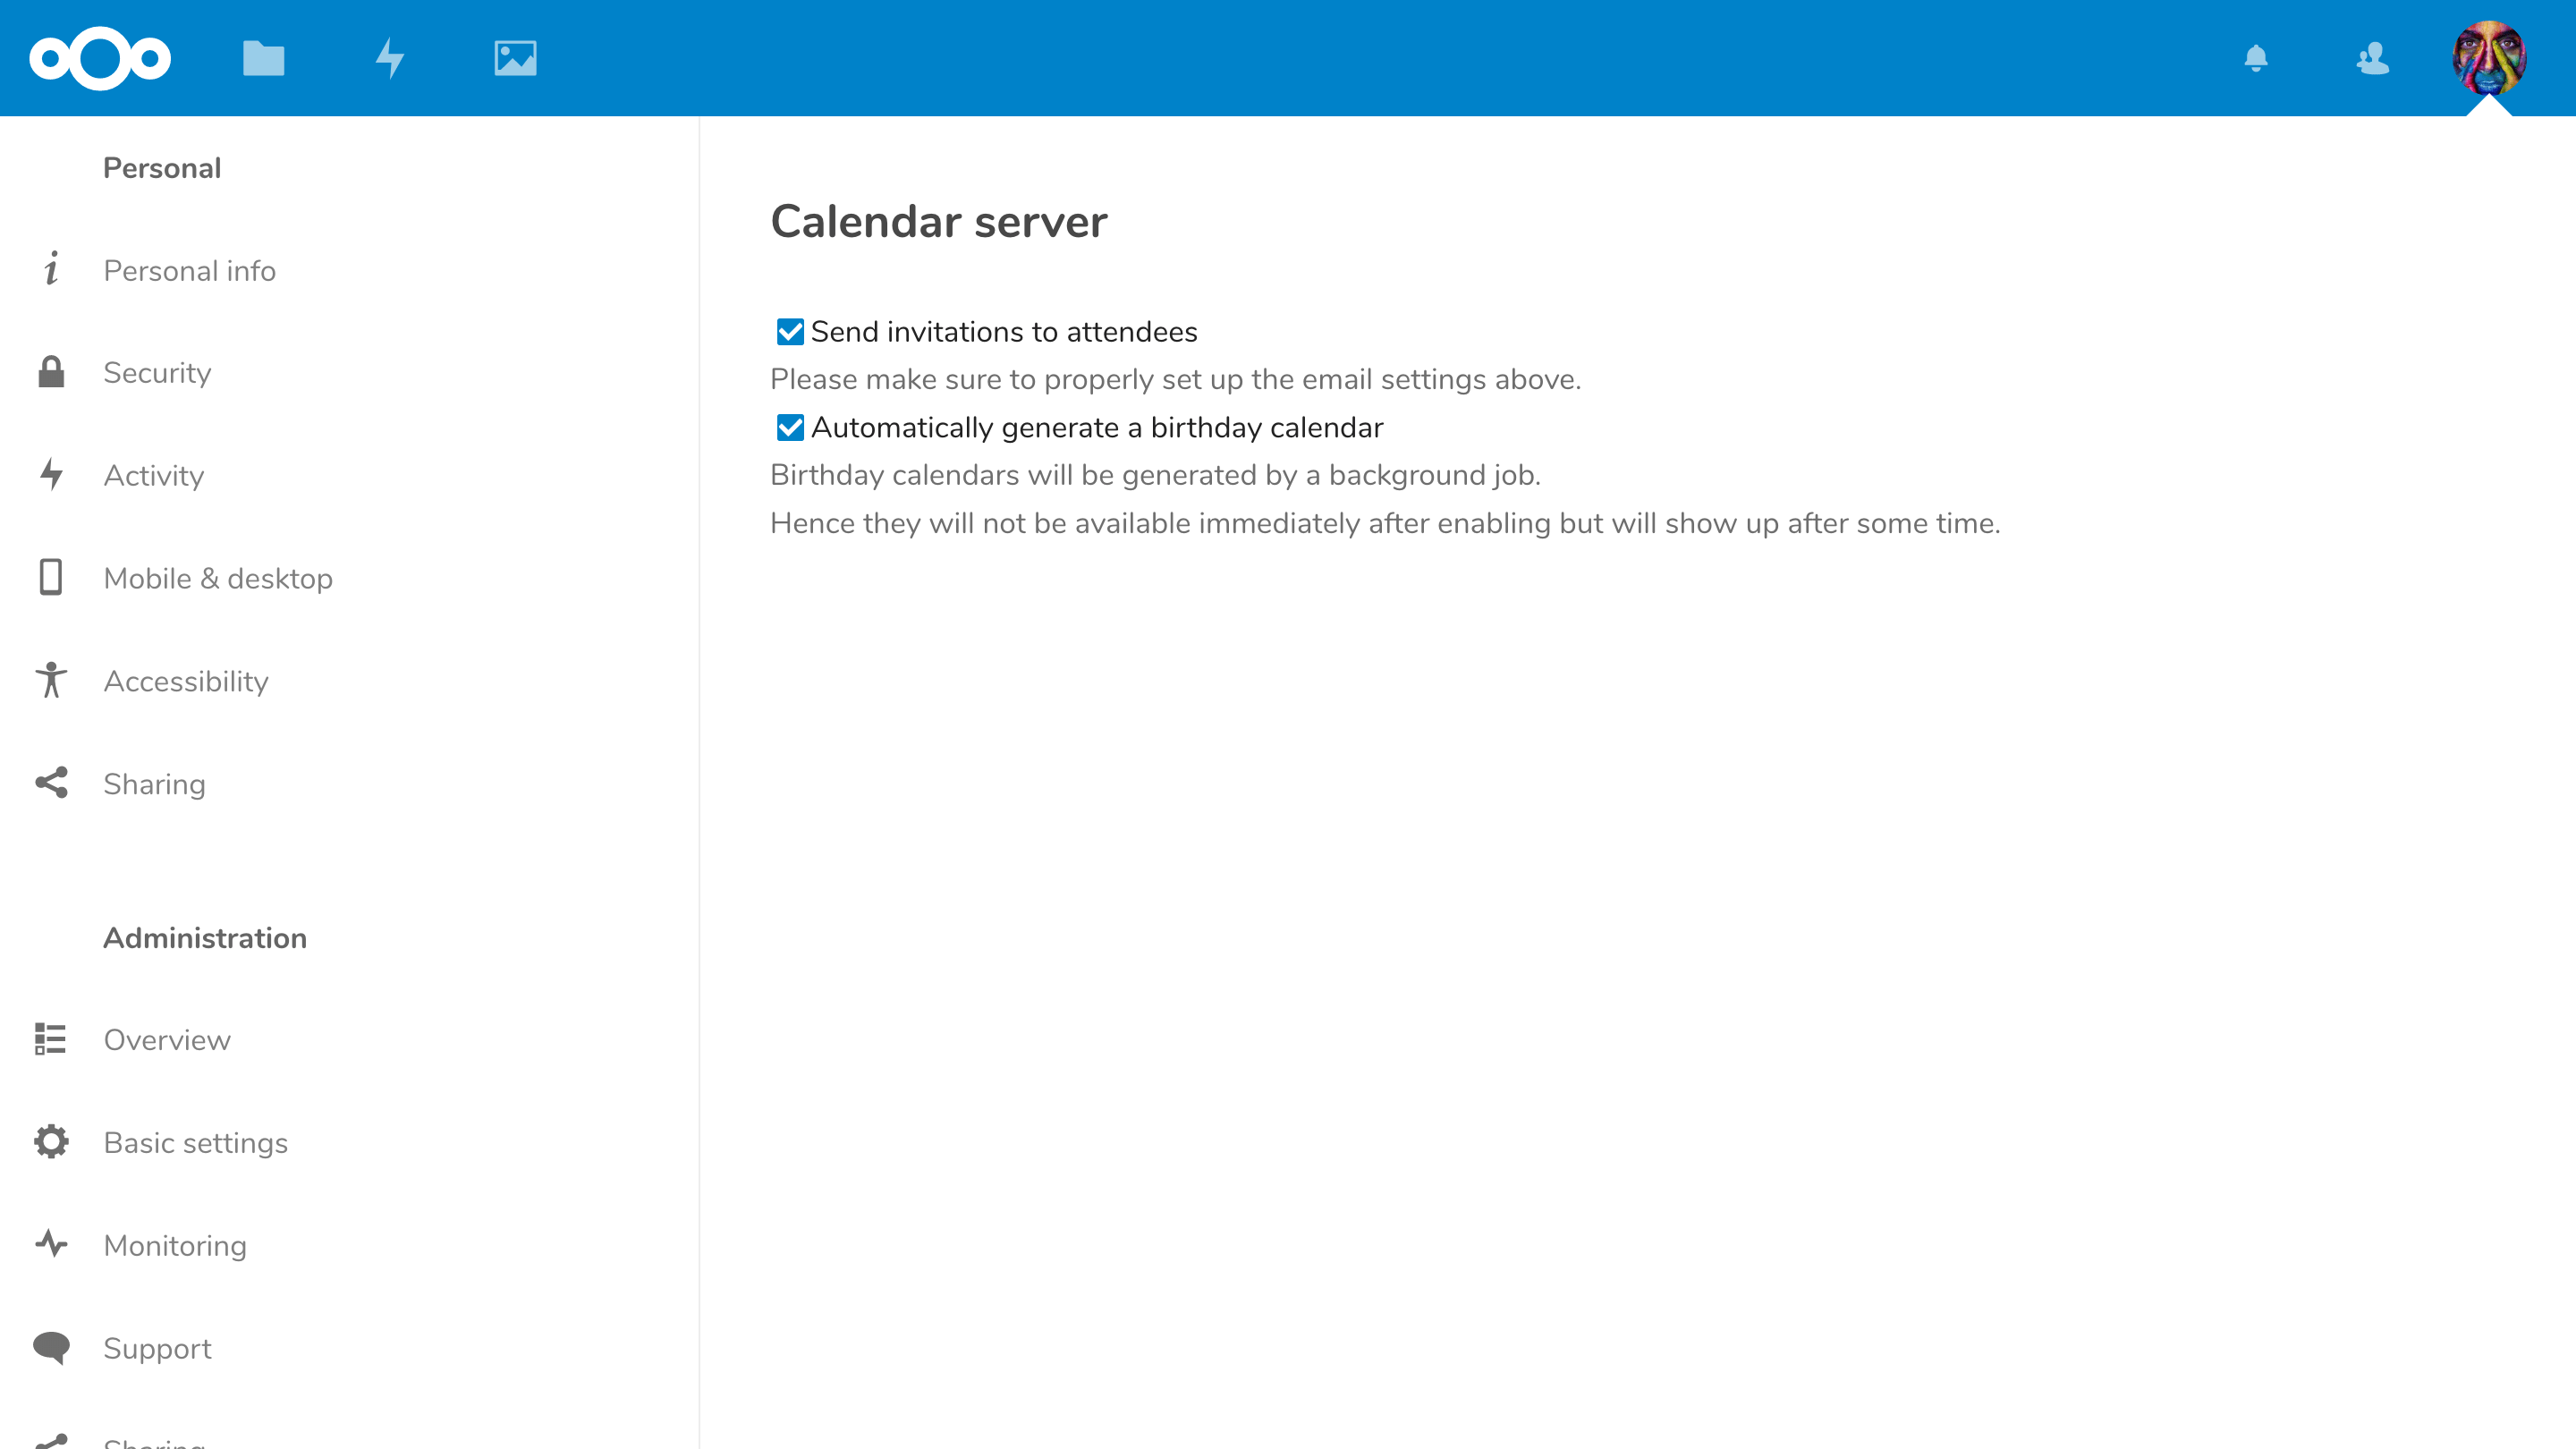 Personal
Personal info
Security
Activity
Mobile & desktop
Accessibility
Sharing
Administration
Overview
Basic settings
Monitoring
Support
Sharing
Calendar server
Send invitations to attendees
Please make sure to properly set up the email settings above.
Automatically generate a birthday calendar
Birthday calendars will be generated by a background job.
Hence they will not be available immediately after enabling but will show up after some time.